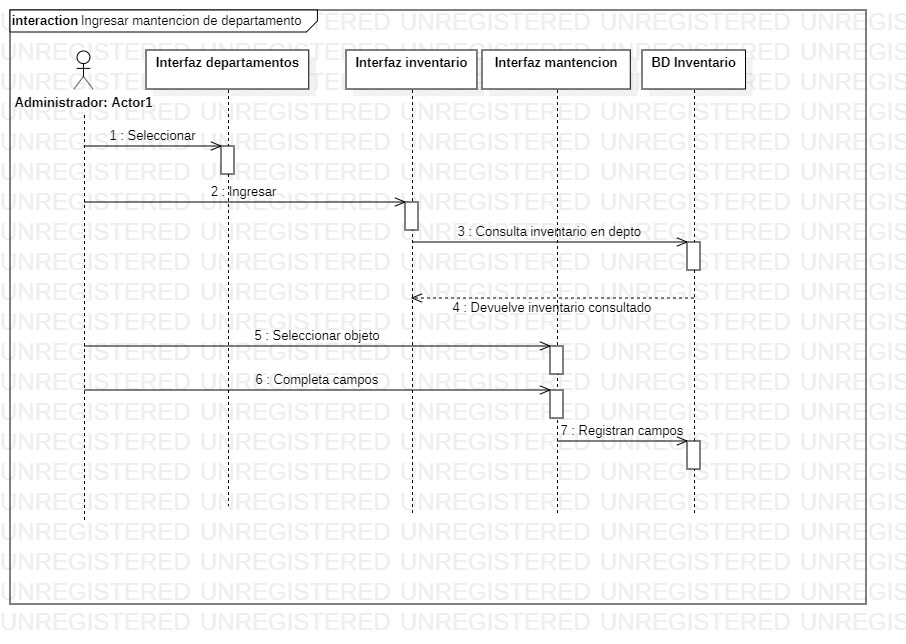 interaction Ingresar mantencion de departamento
Interfaz departamentos
Interfaz inventario
Interfaz mantencion
BD Inventario
Administrador: Actor1
1 : Seleccionar
2 : Ingresar
3 : Consulta inventario en depto
4 : Devuelve inventario consultado
5 : Seleccionar objeto
6 : Completa campos
7 : Registran campos
UNREGISTERED UNREGISTERED UNREGISTERED UNREGISTERED